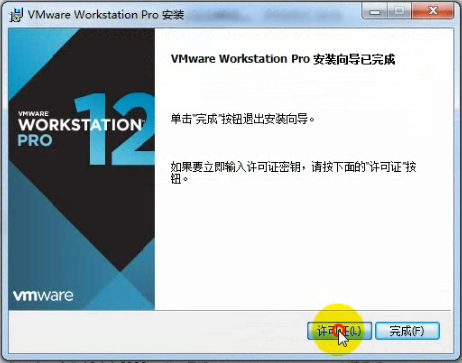 VMware Workstation Pro 安装
VMware Workstation Pro 安装向导已完成
VMWARE
WORKSTATION
PRO
12
单击"完成"按钮退出安装向导。
如果要立即输入许可证密钥，请按下面的"许可证"按
钮。
vmware
许可证(L)
完成(F)